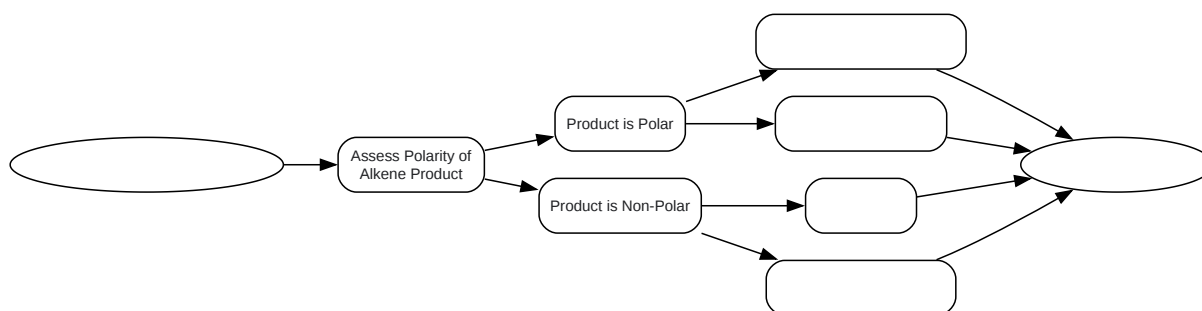 Assess Polarity of
Alkene Product
Product is Polar
Product is Non-Polar